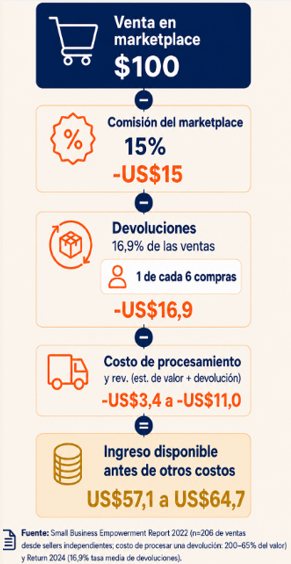 Venta en
marketplace
$100
Comisión del marketplace
%
15%
-US$15
Devoluciones
16,9% de las ventas
1 de cada 6 compras
-US$16,9
Costo de procesamiento
y rev. (est. de valor + devolución)
-US$3,4 a -US$11,0
Ingreso disponible
antes de otros costos
US$57,1 a US$64,7
Fuente: Small Business Empowerment Report 2022 (n=206 de ventas
desde sellers independientes; costo de procesar una devolución: 200–65% del valor)
y Return 2024 (16,9% tasa media de devoluciones).